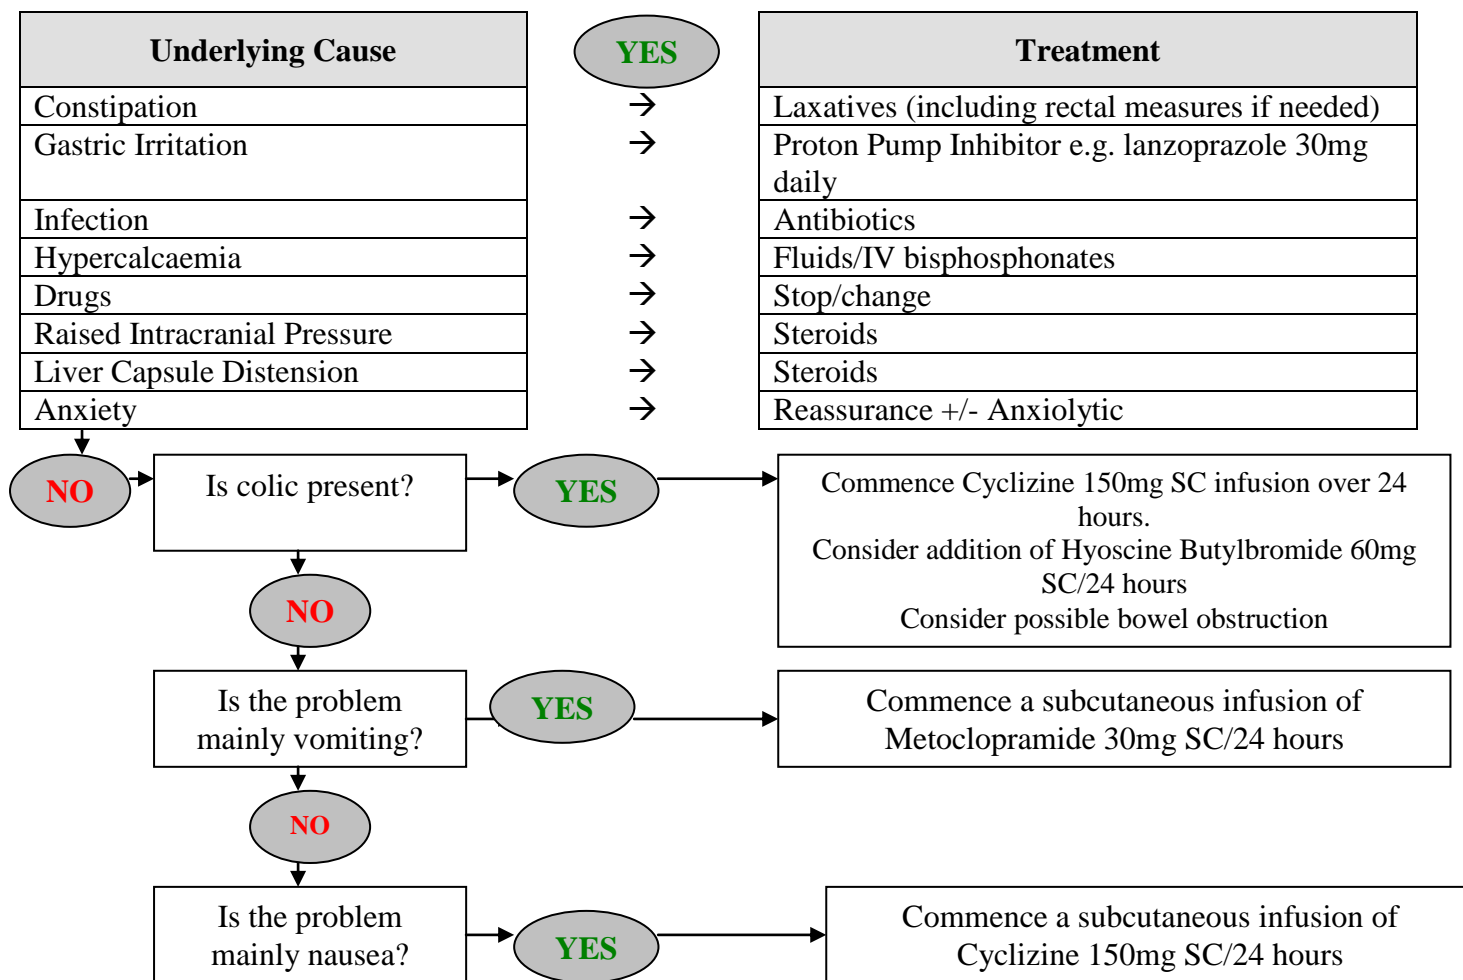 Underlying Cause
YES
Treatment
Constipation
→
Laxatives (including rectal measures if needed)
Gastric Irritation
→
Proton Pump Inhibitor e.g. lanzoprazole 30mg
daily
Infection
→
Antibiotics
Hypercalcaemia
→
Fluids/IV bisphosphonates
Drugs
→
Stop/change
Raised Intracranial Pressure
→
Steroids
Liver Capsule Distension
→
Steroids
Anxiety
→
Reassurance +/- Anxiolytic
NO
Is colic present?
YES
Commence Cyclizine 150mg SC infusion over 24
hours.
Consider addition of Hyoscine Butylbromide 60mg
SC/24 hours
Consider possible bowel obstruction
NO
Is the problem
mainly vomiting?
YES
Commence a subcutaneous infusion of
Metoclopramide 30mg SC/24 hours
NO
Is the problem
mainly nausea?
YES
Commence a subcutaneous infusion of
Cyclizine 150mg SC/24 hours